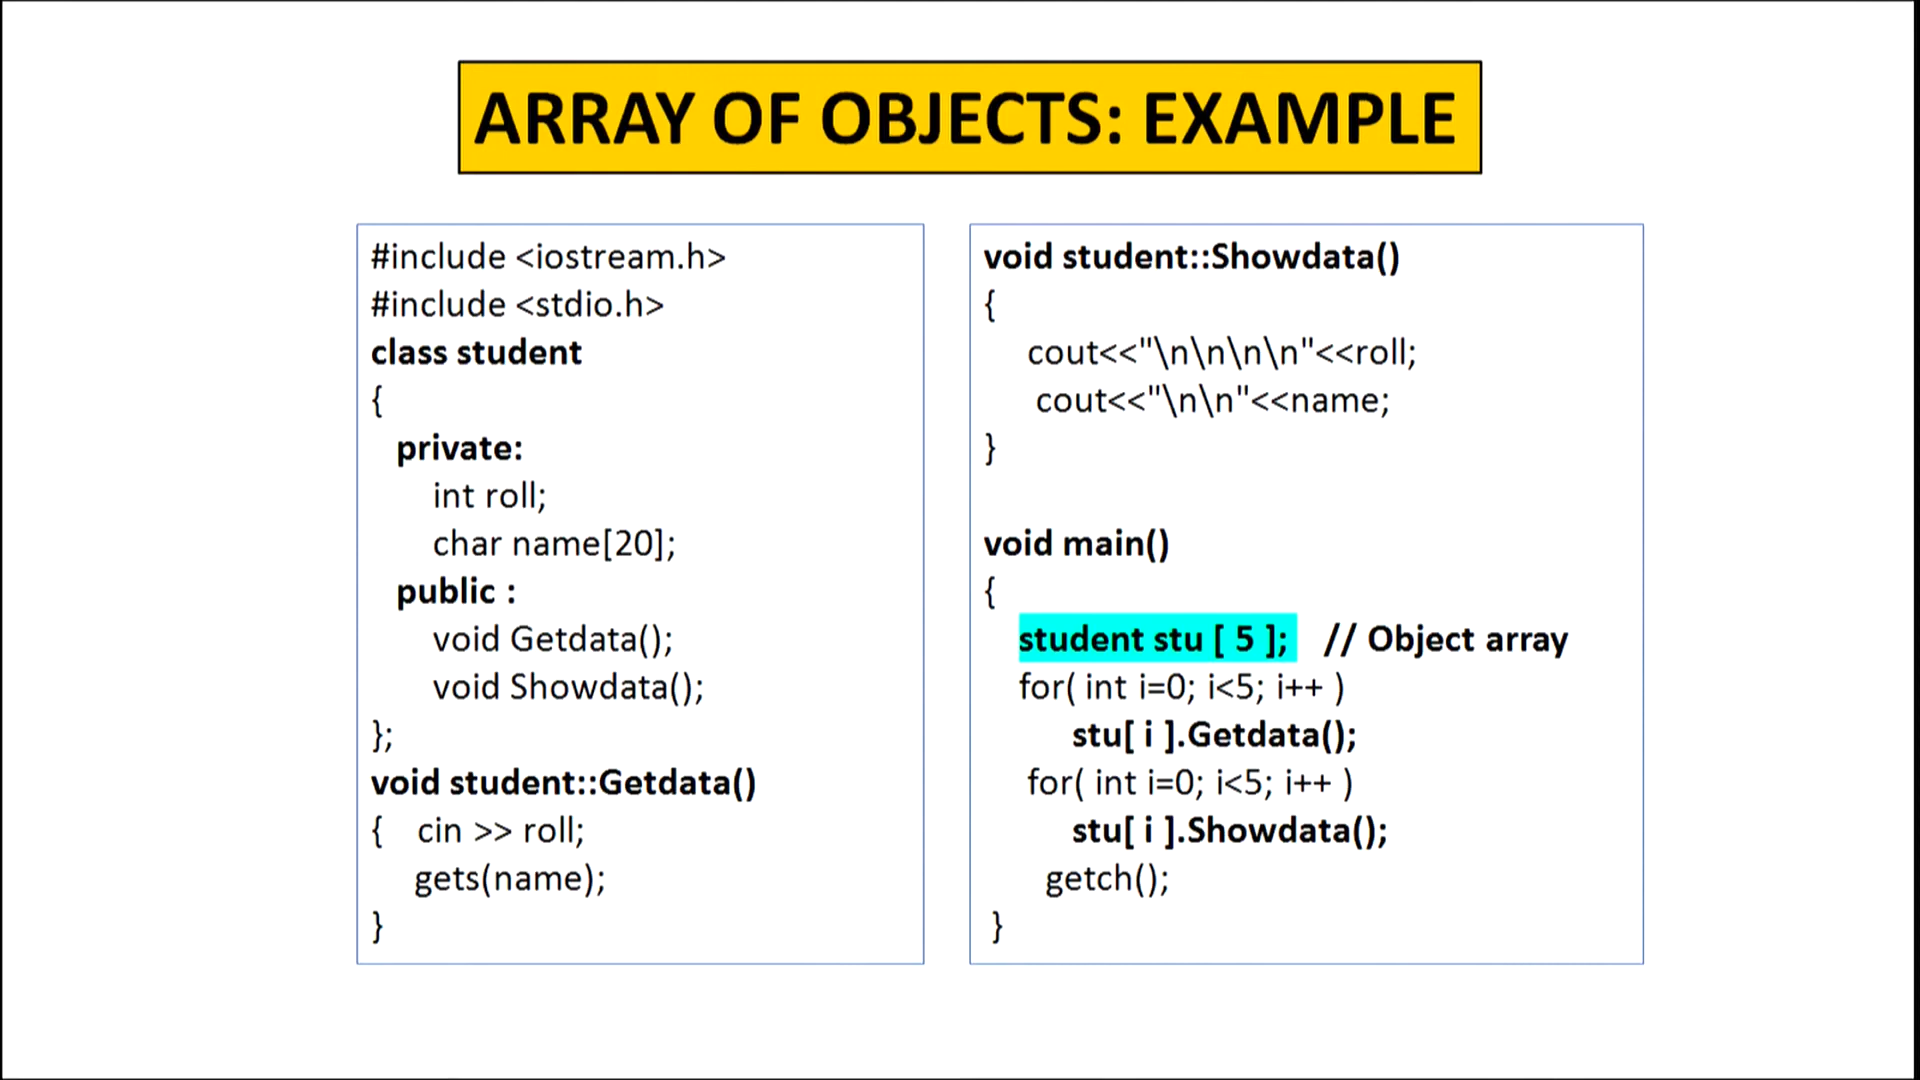 ARRAY OF OBJECTS: EXAMPLE
#include <iostream.h>
#include <stdio.h>
class student
{
private:
int roll;
char name[20];
public :
void Getdata();
void Showdata();
};
void student::Getdata()
{ cin >> roll;
gets(name);
}
void student::Showdata()
{
cout<<"\n\n\n\n"<<roll;
cout<<"\n\n"<<name;
}
void main()
{
student stu [ 5 ]; // Object array
for( int i=0; i<5; i++ )
stu[ i ].Getdata();
for( int i=0; i<5; i++ )
stu[ i ].Showdata();
getch();
}